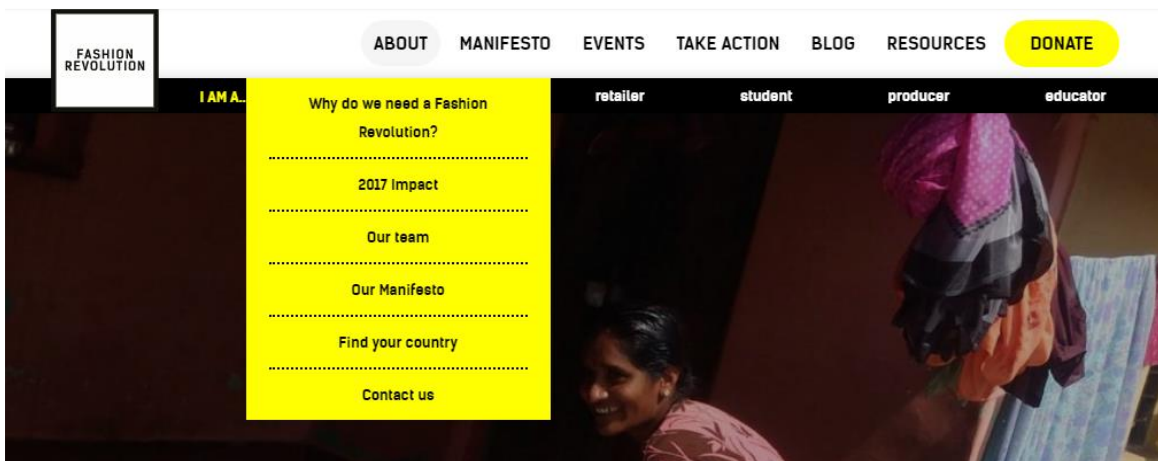 FASHION
REVOLUTION
ABOUT MANIFESTO EVENTS TAKE ACTION BLOG RESOURCES DONATE
I AM A.. retailer student producer educator
Why do we need a Fashion
Revolution?
2017 Impact
Our team
Our Manifesto
Find your country
Contact us